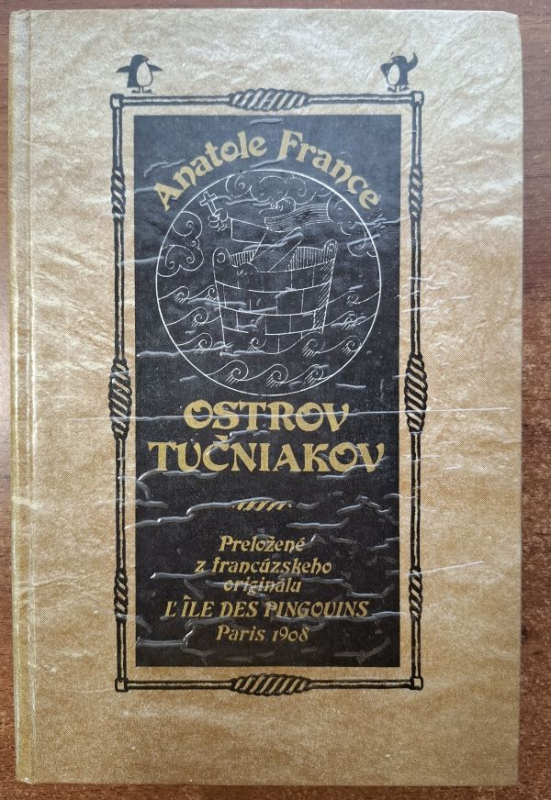 Anatole France
OSTROV
TUČNIAKOV
Preložené
z francúzskeho
originálu
L'ÎLE DES PINGOUINS
Paris 1908